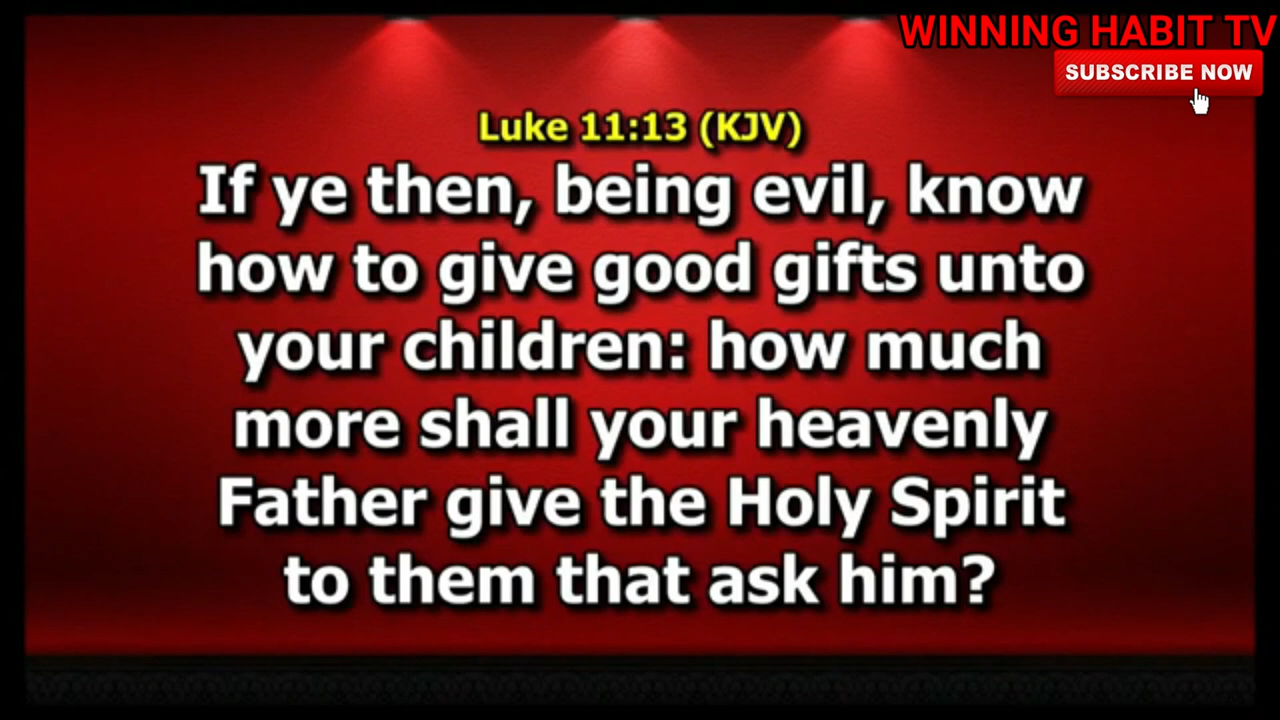 WINNING HABIT TV
SUBSCRIBE NOW
Luke 11:13 (KJV)
If ye then, being evil, know
how to give good gifts unto
your children: how much
more shall your heavenly
Father give the Holy Spirit
to them that ask him?